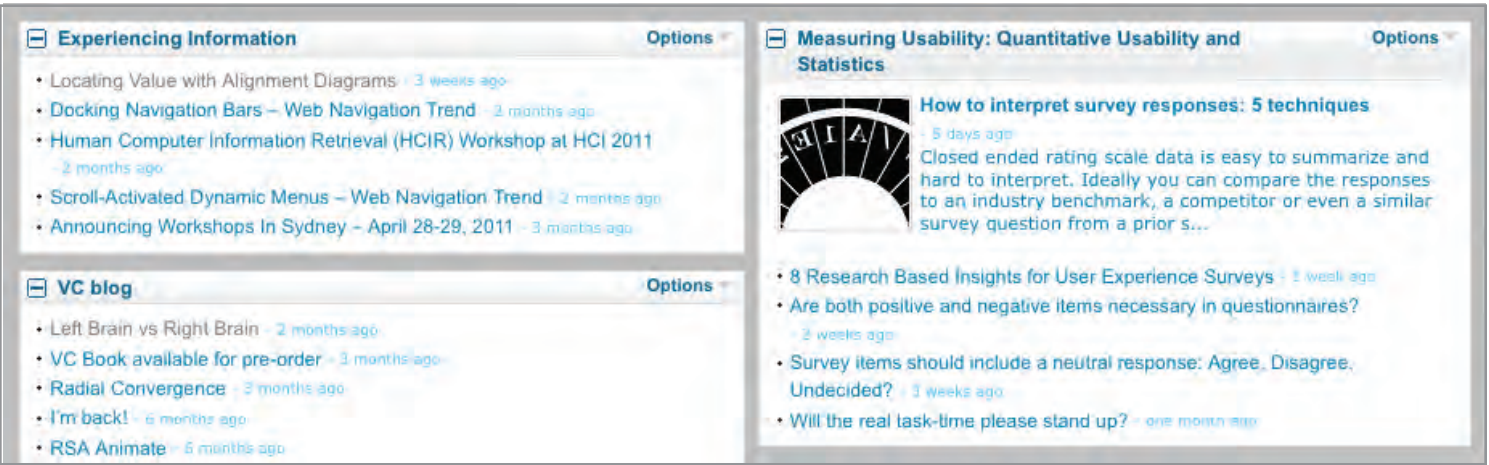 Experiencing Information
Options
• Locating Value with Alignment Diagrams - 3 weeks ago
• Docking Navigation Bars – Web Navigation Trend - 2 months ago
• Human Computer Information Retrieval (HCIR) Workshop at HCI 2011
- 2 months ago
• Scroll-Activated Dynamic Menus – Web Navigation Trend - 2 months ago
• Announcing Workshops In Sydney – April 28-29, 2011 - 3 months ago
VC blog
Options
• Left Brain vs Right Brain - 2 months ago
• VC Book available for pre-order - 3 months ago
• Radial Convergence - 3 months ago
• I'm back! - 6 months ago
• RSA Animate - 6 months ago
Measuring Usability: Quantitative Usability and
Statistics
Options
How to interpret survey responses: 5 techniques
- 5 days ago
Closed ended rating scale data is easy to summarize and
hard to interpret. Ideally you can compare the responses
to an industry benchmark, a competitor or even a similar
survey question from a prior s...
• 8 Research Based Insights for User Experience Surveys - 1 week ago
• Are both positive and negative items necessary in questionnaires?
- 2 weeks ago
• Survey items should include a neutral response: Agree, Disagree,
Undecided? - 3 weeks ago
• Will the real task-time please stand up? - one month ago